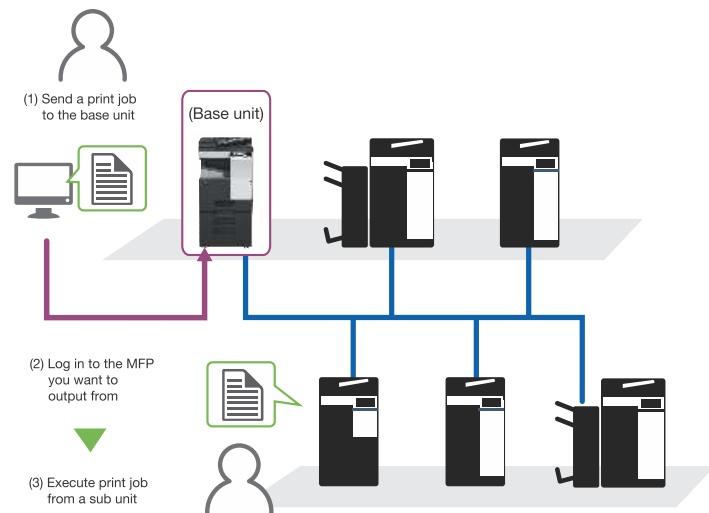 (1) Send a print job
to the base unit
(Base unit)
(2) Log in to the MFP
you want to
output from
(3) Execute print job
from a sub unit